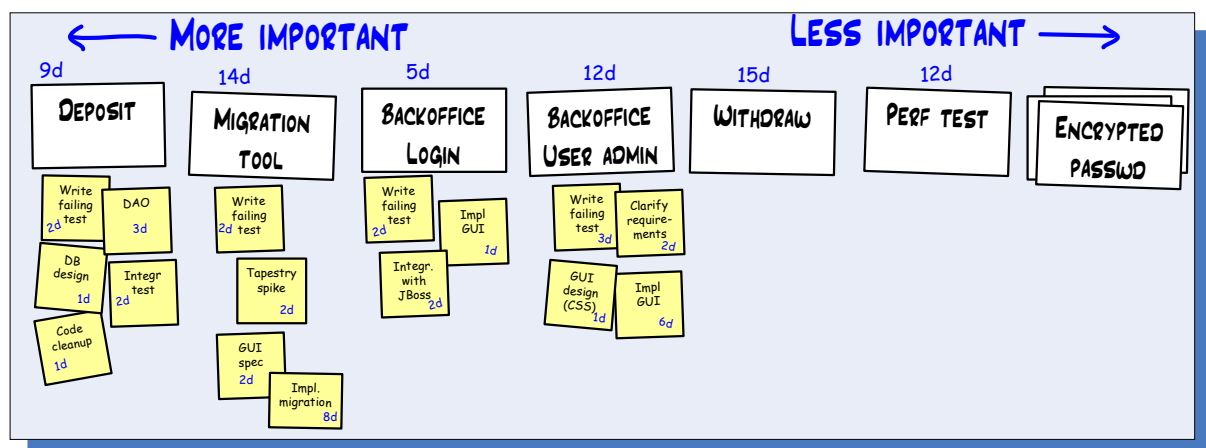 MORE IMPORTANT
LESS IMPORTANT
9d
14d
5d
12d
15d
12d
DEPOSIT
MIGRATION
TOOL
BACKOFFICE
LOGIN
BACKOFFICE
USER ADMIN
WITHDRAW
PERF TEST
ENCRYPTED
PASSWD
Write
failing
test
2d
DAO
3d
DB
design
1d
Integr
test
2d
Code
cleanup
1d
Write
failing
test
2d
Tapestry
spike
2d
GUI
spec
2d
Impl.
migration
8d
Write
failing
test
2d
Impl
GUI
1d
Integr.
with
JBoss
2d
Write
failing
test
3d
Clarify
require-
ments
2d
GUI
design
(CSS)
1d
Impl
GUI
6d